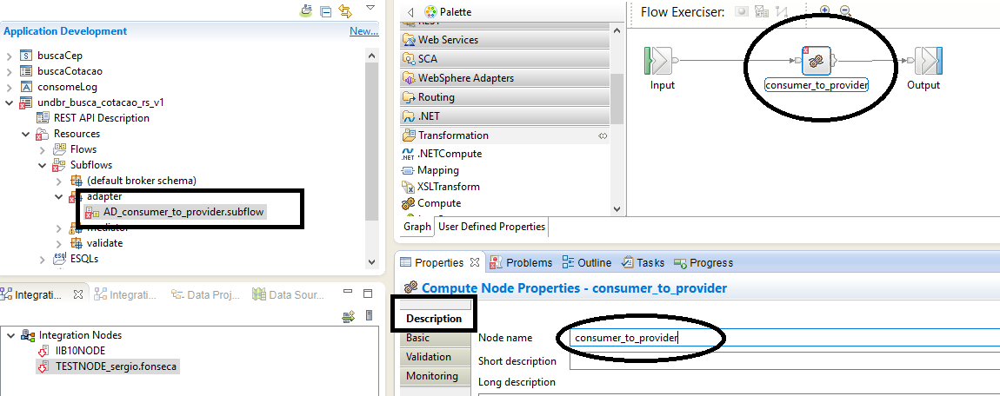 Application Development
New...
buscaCep
buscaCotacao
consomeLog
undbr_busca_cotacao_rs_v1
REST API Description
Resources
Flows
Subflows
(default broker schema)
adapter
AD_consumer_to_provider.subflow
mediator
validate
ESQLs
Integrati...
Integrati...
Data Proj...
Data Sour...
Integration Nodes
IIB10NODE
TESTNODE_sergio.fonseca
Palette
REST
Web Services
SCA
WebSphere Adapters
Routing
.NET
Transformation
.NETCompute
Mapping
XSLTransform
Compute
Flow Exerciser:
Input
consumer_to_provider
Output
Graph
User Defined Properties
Properties
Problems
Outline
Tasks
Progress
Compute Node Properties - consumer_to_provider
Description
Basic
Validation
Monitoring
Node name
consumer_to_provider
Short description
Long description